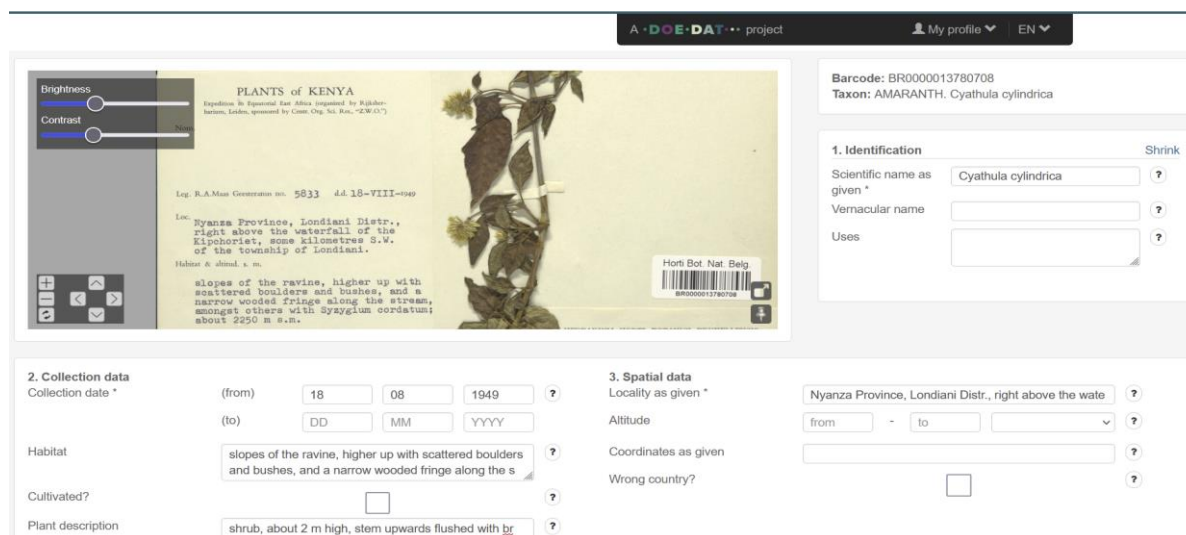 A •DOE•DAT••• project
My profile
EN
Brightness
Contrast
PLANTS of KENYA
Expedition to Equatorial East Africa (organised by Rijksher-
barium, Leiden, sponsored by Comt. Org. Sci. Res., "Z.W.O.")
Nom.
Leg. R.A.Maas Geesteranus no. 5833 d.d. 18-VIII-1949
Loc. Nyanza Province, Londiani Distr.,
right above the waterfall of the
Kipchoriet, some kilometres S.W.
of the township of Londiani.
Habitat & altitud. s. m.
slopes of the ravine, higher up with
scattered boulders and bushes, and a
narrow wooded fringe along the stream,
amongst others with Syzygium cordatum;
about 2250 m s.m.
Horti Bot. Nat. Belg.
BR0000013780708
Barcode: BR0000013780708
Taxon: AMARANTH. Cyathula cylindrica
1. Identification
Shrink
Scientific name as given * Cyathula cylindrica ?
Vernacular name ?
Uses ?
2. Collection data
Collection date * (from) 18 08 1949 ?
(to) DD MM YYYY
Habitat slopes of the ravine, higher up with scattered boulders ?
and bushes, and a narrow wooded fringe along the s
Cultivated? ?
Plant description shrub, about 2 m high, stem upwards flushed with br ?
3. Spatial data
Locality as given * Nyanza Province, Londiani Distr., right above the wate ?
Altitude from - to ?
Coordinates as given ?
Wrong country? ?